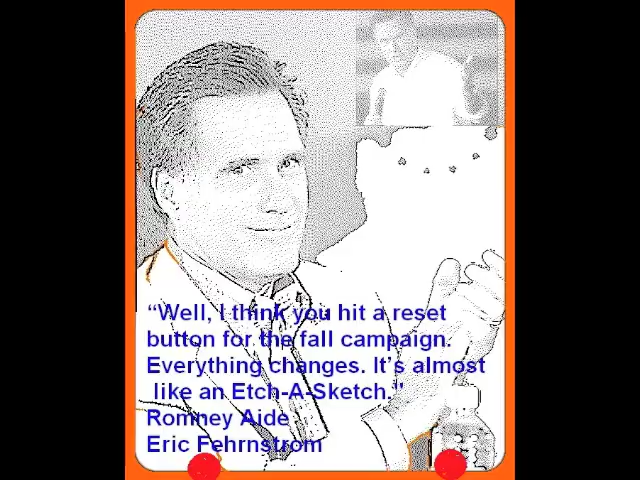 “Well, I think you hit a reset
button for the fall campaign.
Everything changes. It’s almost
like an Etch-A-Sketch.”
Romney Aide
Eric Fehrnstrom